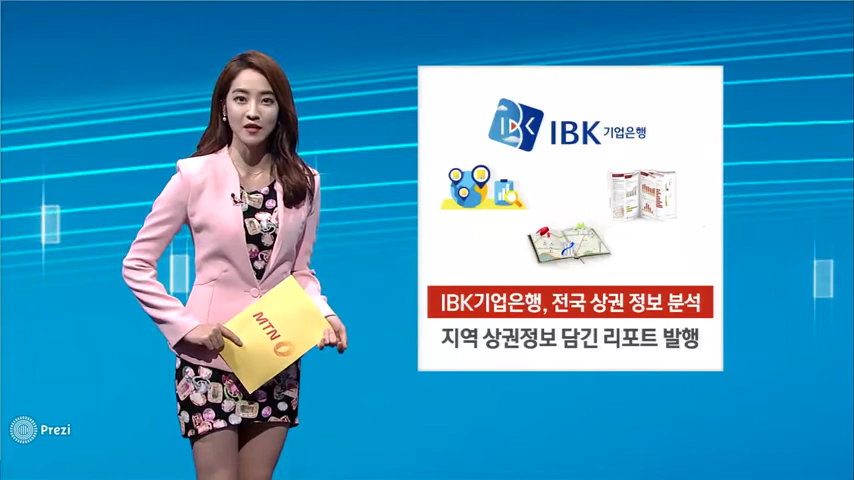 IBK
IBK 기업은행
IBK기업은행, 전국 상권 정보 분석
지역 상권정보 담긴 리포트 발행
MTN
Prezi